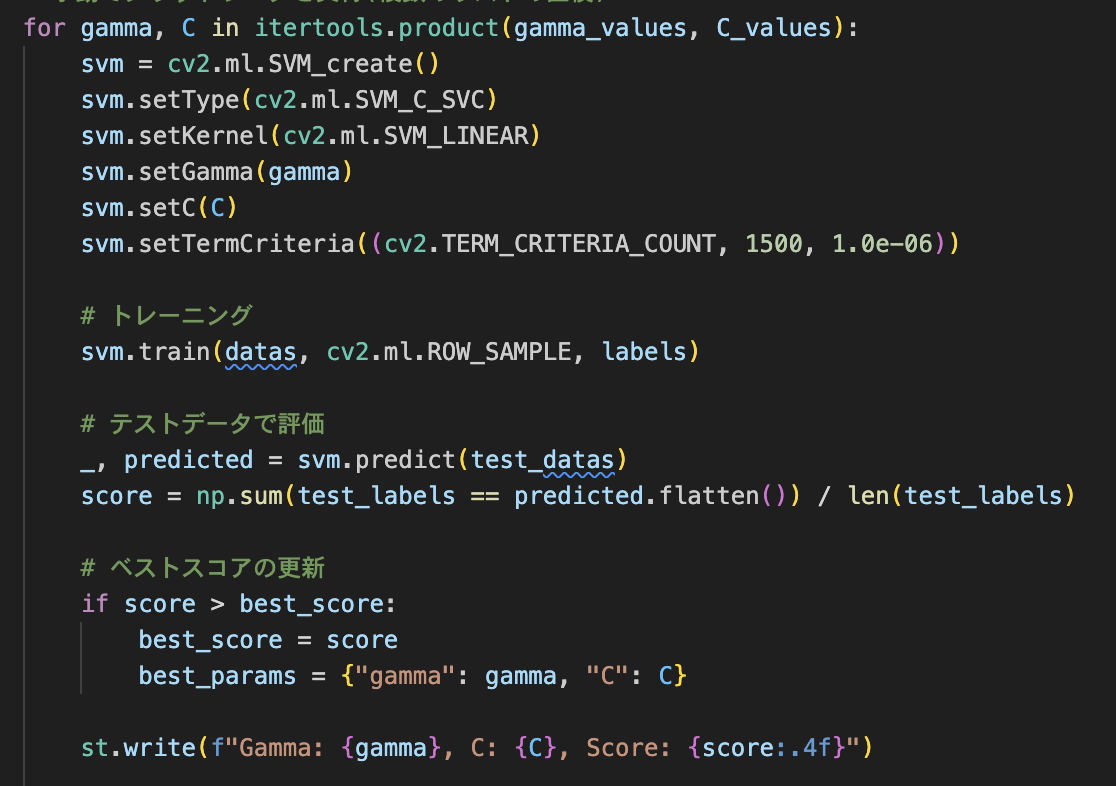 for gamma, C in itertools.product(gamma_values, C_values):
    svm = cv2.ml.SVM_create()
    svm.setType(cv2.ml.SVM_C_SVC)
    svm.setKernel(cv2.ml.SVM_LINEAR)
    svm.setGamma(gamma)
    svm.setC(C)
    svm.setTermCriteria((cv2.TERM_CRITERIA_COUNT, 1500, 1.0e-06))
    # トレーニング
    svm.train(datas, cv2.ml.ROW_SAMPLE, labels)
    # テストデータで評価
    _, predicted = svm.predict(test_datas)
    score = np.sum(test_labels == predicted.flatten()) / len(test_labels)
    # ベストスコアの更新
    if score > best_score:
        best_score = score
        best_params = {"gamma": gamma, "C": C}
    st.write(f"Gamma: {gamma}, C: {C}, Score: {score:.4f}")